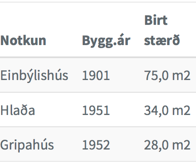 Notkun Bygg.ár Birt stærð
Einbýlishús 1901 75,0 m2
Hlaða 1951 34,0 m2
Gripahús 1952 28,0 m2